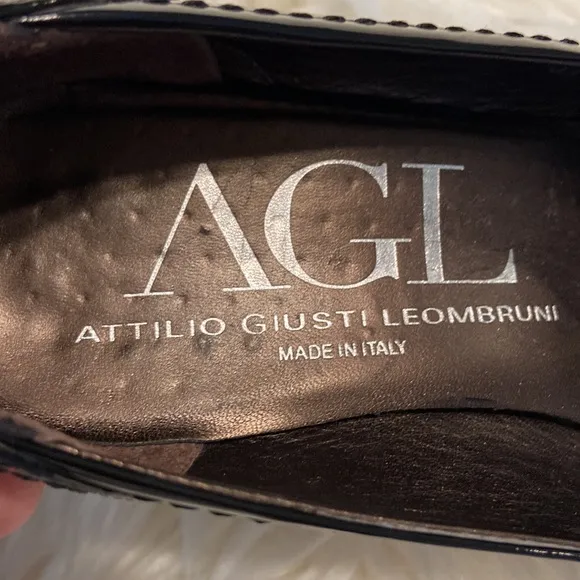 AGL
ATTILIO GIUSTI LEOMBRUNI
MADE IN ITALY